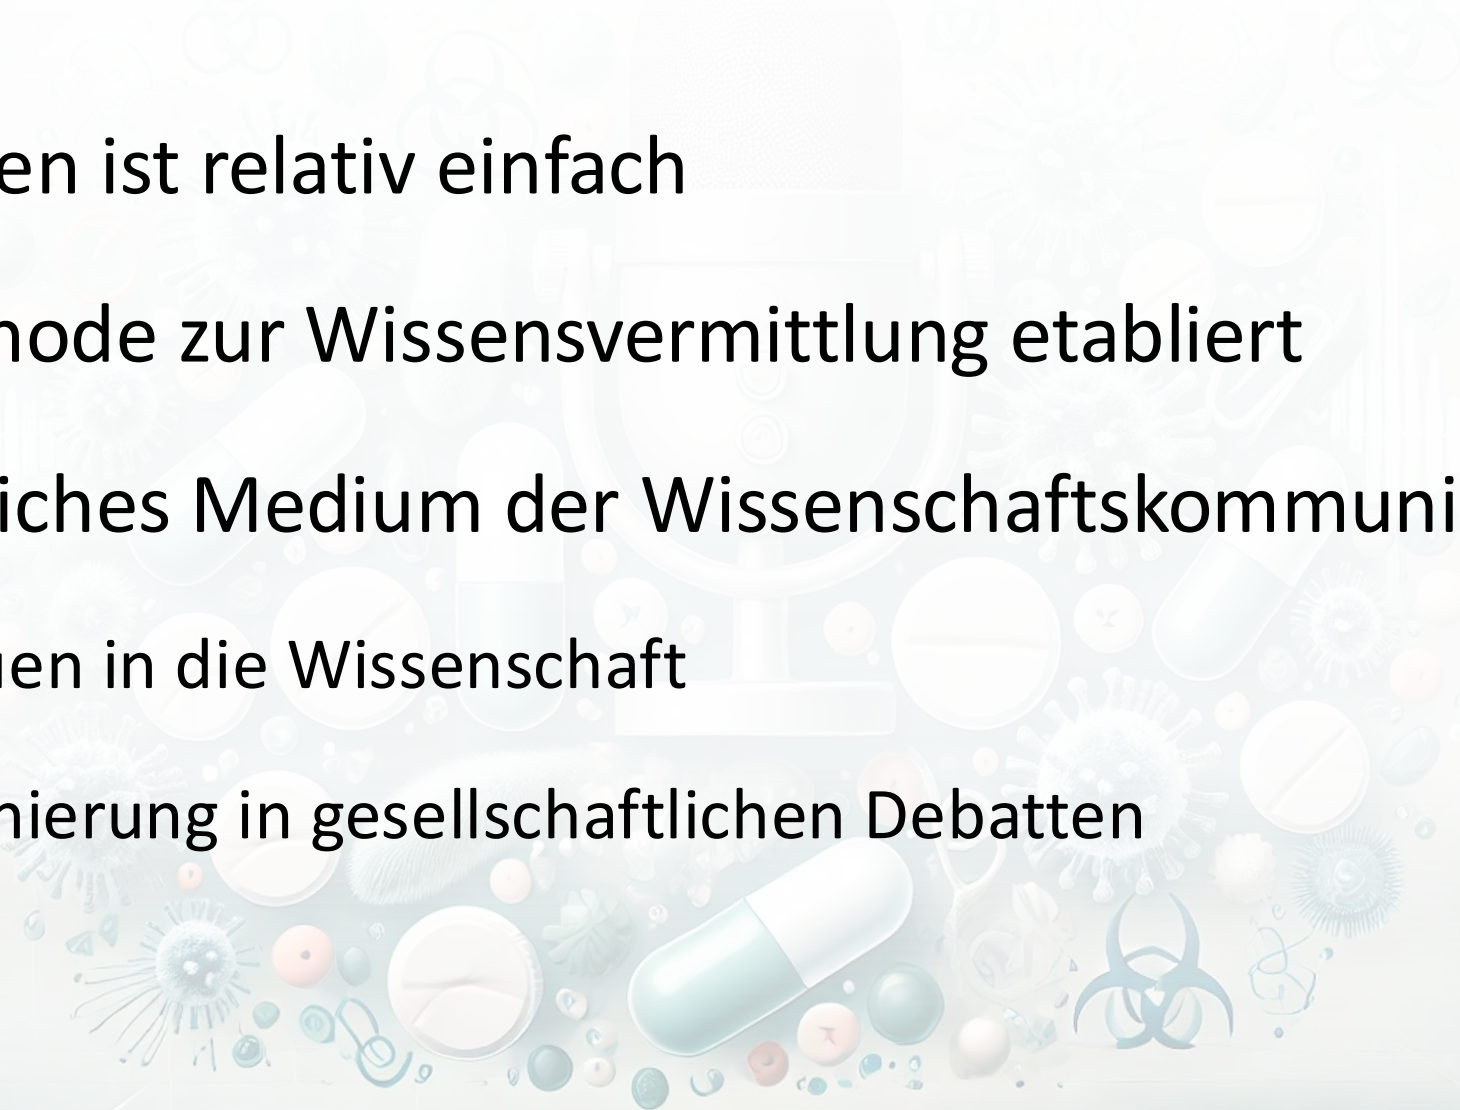 en ist relativ einfach
node zur Wissensvermittlung etabliert
iches Medium der Wissenschaftskommuni
en in die Wissenschaft
nierung in gesellschaftlichen Debatten